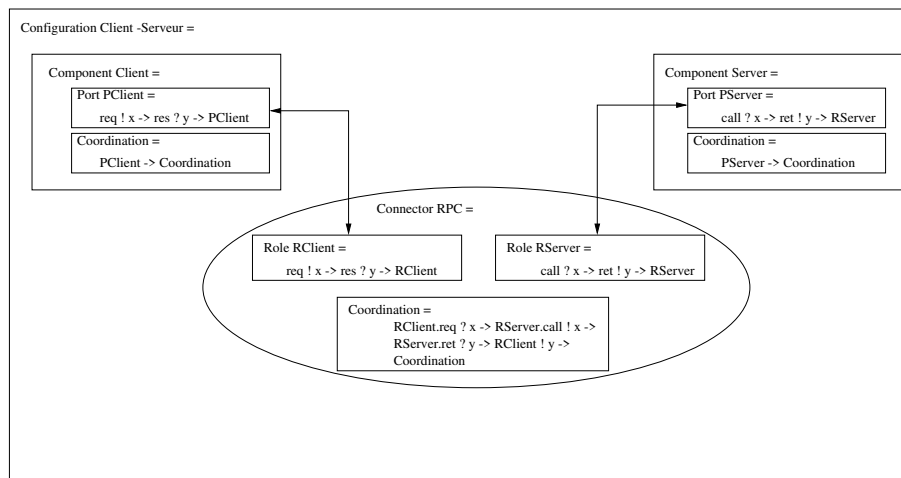 Configuration Client -Serveur =
Component Client =
Port PClient =
req ! x -> res ? y -> PClient
Coordination =
PClient -> Coordination
Component Server =
Port PServer =
call ? x -> ret ! y -> RServer
Coordination =
PServer -> Coordination
Connector RPC =
Role RClient =
req ! x -> res ? y -> RClient
Role RServer =
call ? x -> ret ! y -> RServer
Coordination =
RClient.req ? x -> RServer.call ! x ->
RServer.ret ? y -> RClient ! y ->
Coordination